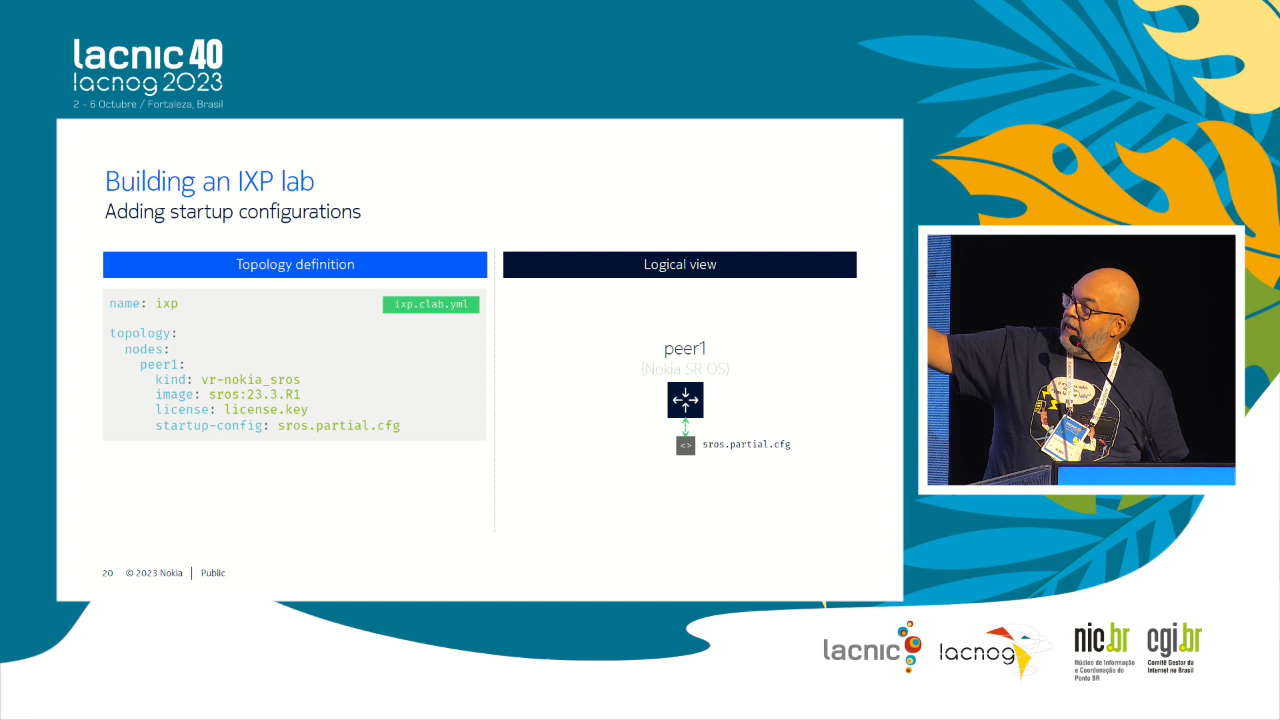 lacnic 40
lacnog 2023
2 - 6 Octubre / Fortaleza, Brasil
Building an IXP lab
Adding startup configurations
Topology definition
name: ixp
ixp.clab.yml
topology:
nodes:
peer1:
kind: vr-nokia_sros
image: sros:23.3.R1
license: license.key
startup-config: sros.partial.cfg
Logical view
peer1
(Nokia SR OS)
<> sros.partial.cfg
20 © 2023 Nokia | Public
lacnic
lacnog
nic.br
Núcleo de Informação
e Coordenação do
Ponto BR
cgi.br
Comitê Gestor da
Internet no Brasil